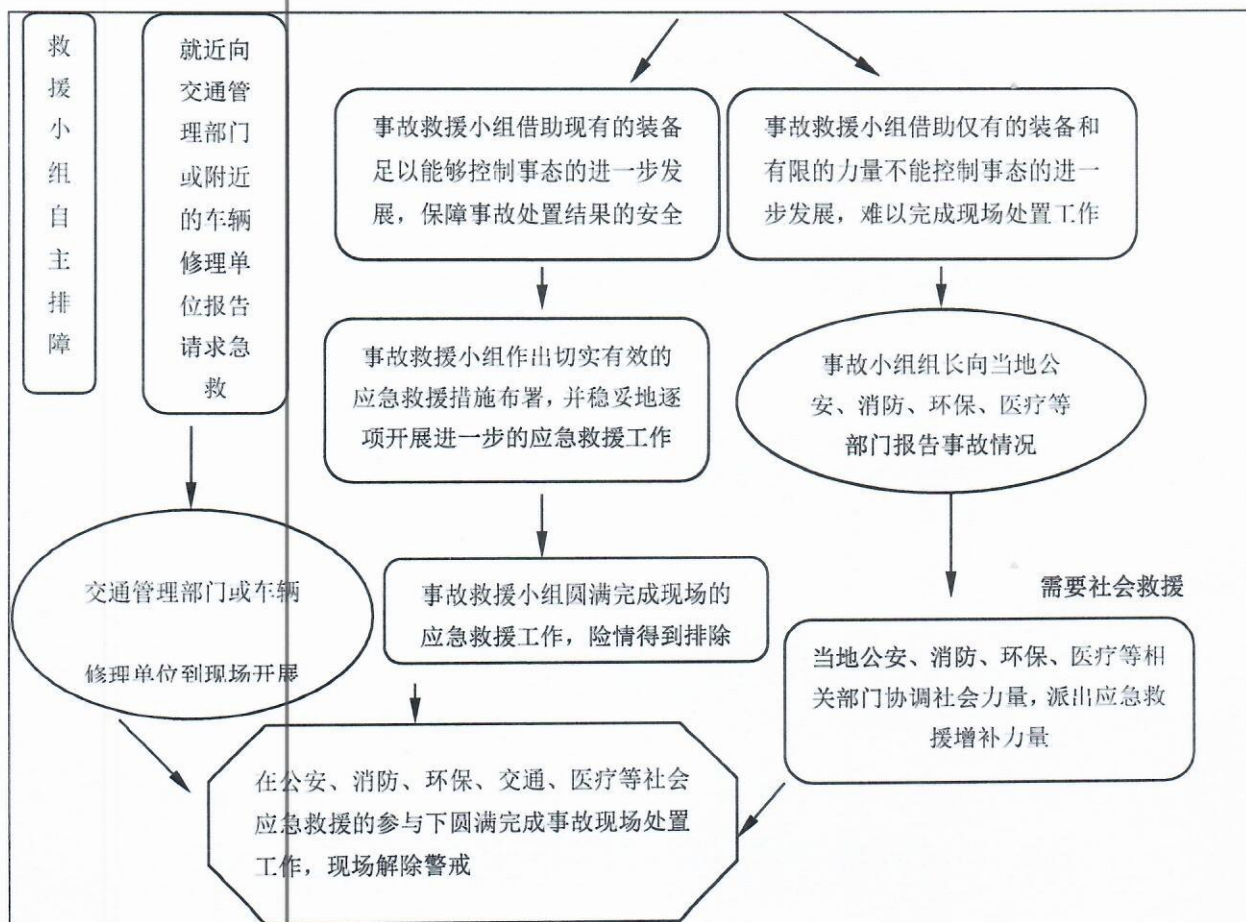 救
援
小
组
自
主
排
障
就近向
交通管
理部门
或附近
的车辆
修理单
位报告
请求急
救
事故救援小组借助现有的装备
足以能够控制事态的进一步发
展，保障事故处置结果的安全
事故救援小组借助仅有的装备和
有限的力量不能控制事态的进一
步发展，难以完成现场处置工作
事故救援小组作出切实有效的
应急救援措施布署，并稳妥地逐
项开展进一步的应急救援工作
事故小组组长向当地公
安、消防、环保、医疗等
部门报告事故情况
交通管理部门或车辆
修理单位到现场开展
事故救援小组圆满完成现场的
应急救援工作，险情得到排除
需要社会救援
当地公安、消防、环保、医疗等相
关部门协调社会力量，派出应急救
援增补力量
在公安、消防、环保、交通、医疗等社会
应急救援的参与下圆满完成事故现场处置
工作，现场解除警戒